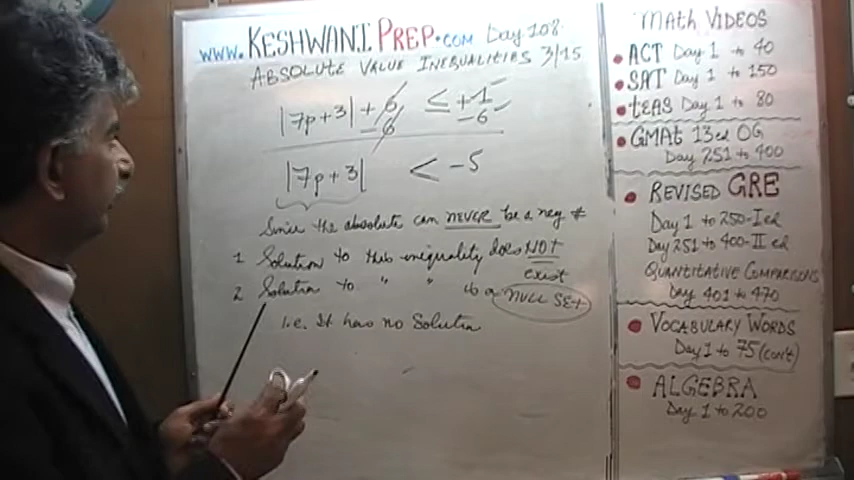 www.KESHWANI PREP.COM Day 108
ABSOLUTE VALUE INEQUALITIES 3/15
|7p+3| + 6 ≤ +1
-6 -6
|7p+3| < -5
Since the absolute can NEVER be a neg #
1 Solution to this inequality does NOT
exist
2 Solution to " " is a NULL SET
i.e. It has no Solution
Math VIDEOS
ACT Day 1 to 40
SAT Day 1 to 150
tEAS Day 1 to 80
GMAt 13ed OG
Day 251 to 400
REVISED GRE
Day 1 to 250-I ed
Day 251 to 400-II ed
QUANTITATIVE COMPARISONS
Day 401 to 470
VOCABULARY WORDS
Day 1 to 75 (con't)
ALGEBRA
Day 1 to 200